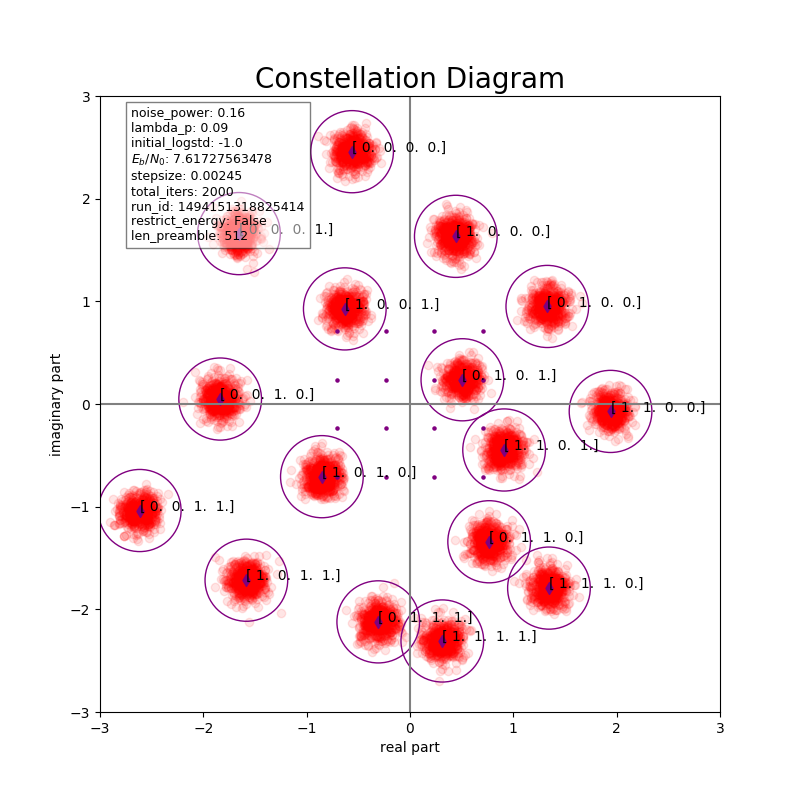 Constellation Diagram
noise_power: 0.16
lambda_p: 0.09
initial_logstd: -1.0
E_b/N_0: 7.61727563478
stepsize: 0.00245
total_iters: 2000
run_id: 1494151318825414
restrict_energy: False
len_preamble: 512
[ 0. 0. 0. 0.]
[ 0. 0. 0. 1.]
[ 1. 0. 0. 0.]
[ 1. 0. 0. 1.]
[ 0. 1. 0. 0.]
[ 0. 1. 0. 1.]
[ 0. 0. 1. 0.]
[ 1. 1. 0. 0.]
[ 1. 1. 0. 1.]
[ 1. 0. 1. 0.]
[ 0. 0. 1. 1.]
[ 0. 1. 1. 0.]
[ 1. 0. 1. 1.]
[ 1. 1. 1. 0.]
[ 0. 1. 1. 1.]
[ 1. 1. 1. 1.]
3
2
1
0
−1
−2
−3
imaginary part
−3 −2 −1 0 1 2 3
real part